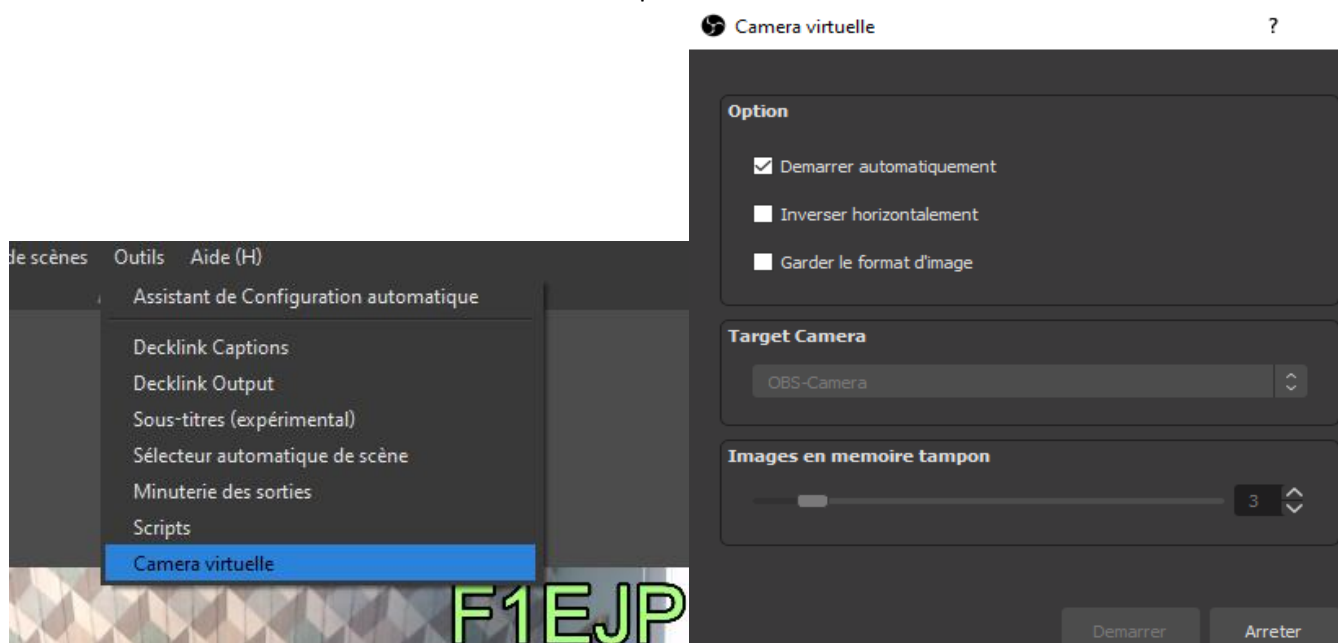 Camera virtuelle ?
Option
Demarrer automatiquement
Inverser horizontalement
Garder le format d'image
Target Camera
OBS-Camera
Images en memoire tampon
3
Demarrer Arreter
de scènes Outils Aide (H)
Assistant de Configuration automatique
Decklink Captions
Decklink Output
Sous-titres (expérimental)
Sélecteur automatique de scène
Minuterie des sorties
Scripts
Camera virtuelle
F1EJP